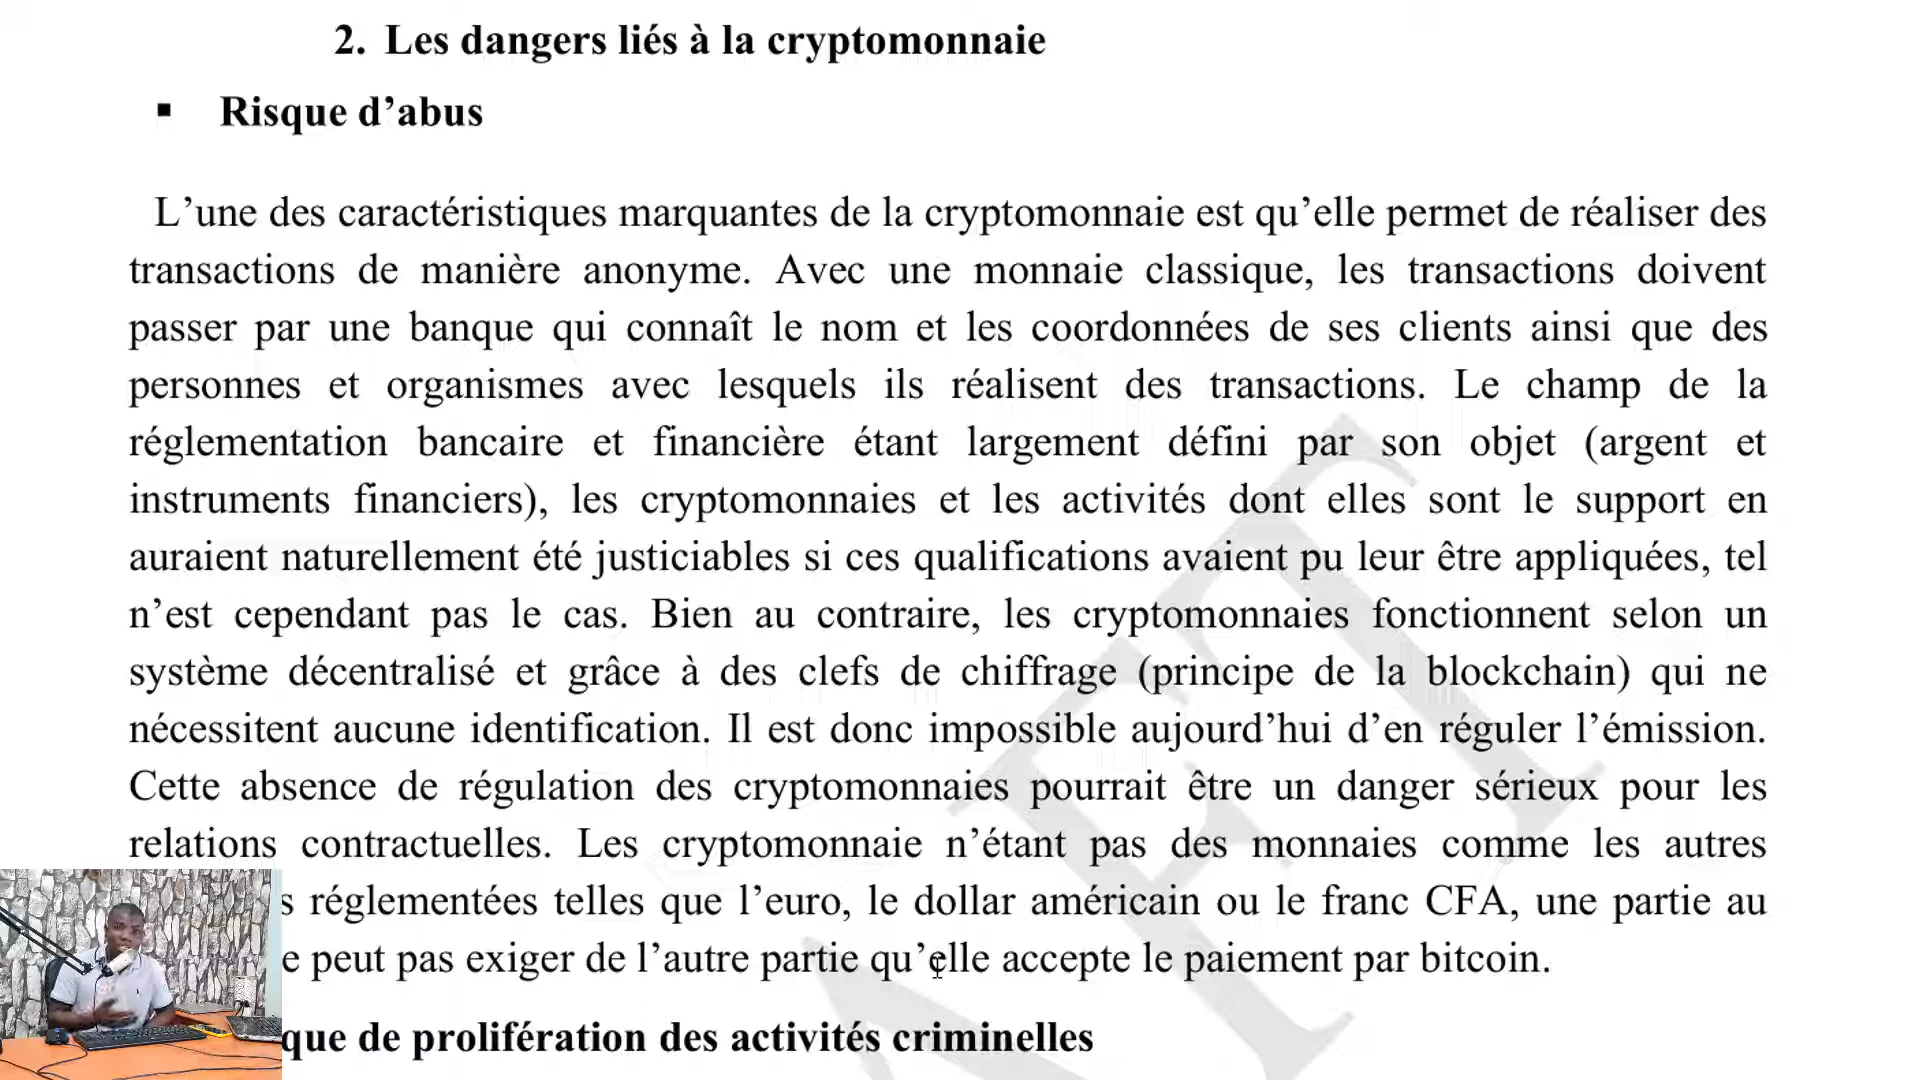 2. Les dangers liés à la cryptomonnaie
▪ Risque d’abus
L’une des caractéristiques marquantes de la cryptomonnaie est qu’elle permet de réaliser des
transactions de manière anonyme. Avec une monnaie classique, les transactions doivent
passer par une banque qui connaît le nom et les coordonnées de ses clients ainsi que des
personnes et organismes avec lesquels ils réalisent des transactions. Le champ de la
réglementation bancaire et financière étant largement défini par son objet (argent et
instruments financiers), les cryptomonnaies et les activités dont elles sont le support en
auraient naturellement été justiciables si ces qualifications avaient pu leur être appliquées, tel
n’est cependant pas le cas. Bien au contraire, les cryptomonnaies fonctionnent selon un
système décentralisé et grâce à des clefs de chiffrage (principe de la blockchain) qui ne
nécessitent aucune identification. Il est donc impossible aujourd’hui d’en réguler l’émission.
Cette absence de régulation des cryptomonnaies pourrait être un danger sérieux pour les
relations contractuelles. Les cryptomonnaie n’étant pas des monnaies comme les autres
s réglementées telles que l’euro, le dollar américain ou le franc CFA, une partie au
e peut pas exiger de l’autre partie qu’elle accepte le paiement par bitcoin.
que de prolifération des activités criminelles